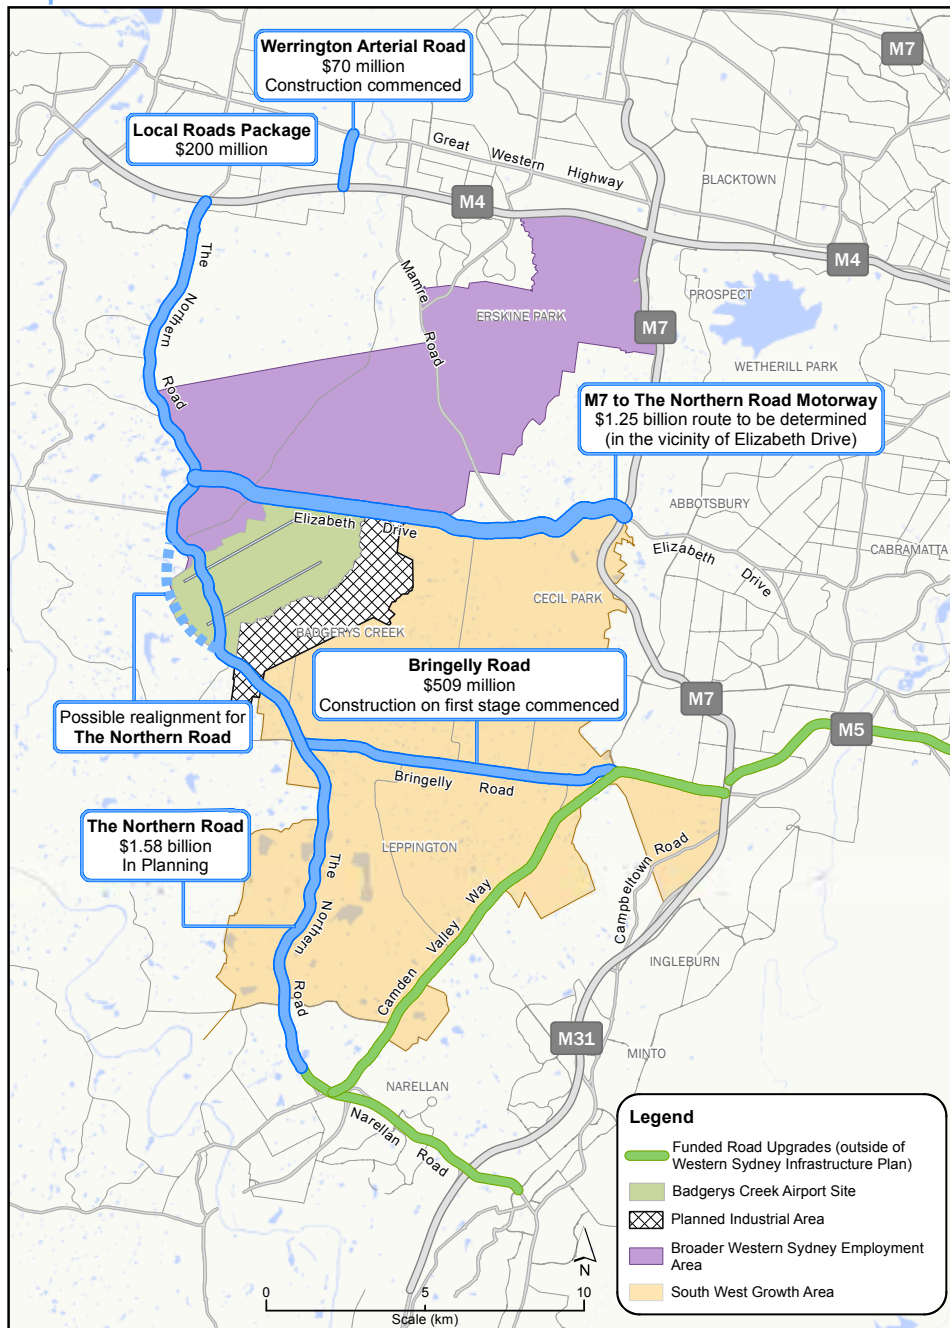 Werrington Arterial Road
$70 million
Construction commenced
M7
Local Roads Package
$200 million
Great Western Highway
BLACKTOWN
M4
M4
The Northern Road
Mamre Road
PROSPECT
ERSKINE PARK
M7
WETHERILL PARK
M7 to The Northern Road Motorway
$1.25 billion route to be determined
(in the vicinity of Elizabeth Drive)
ABBOTSBURY
Elizabeth Drive
Elizabeth Drive
CABRAMATTA
CECIL PARK
BADGERYS CREEK
Bringelly Road
$509 million
Construction on first stage commenced
M7
Possible realignment for
The Northern Road
M5
Bringelly Road
The Northern Road
$1.58 billion
In Planning
LEPPINGTON
The Northern Road
Camden Valley Way
Campbeltown Road
INGLEBURN
M31
MINTO
NARELLAN
Narellan Road
Legend
Funded Road Upgrades (outside of
Western Sydney Infrastructure Plan)
Badgerys Creek Airport Site
Planned Industrial Area
Broader Western Sydney Employment
Area
South West Growth Area
N
0 5 10
Scale (km)